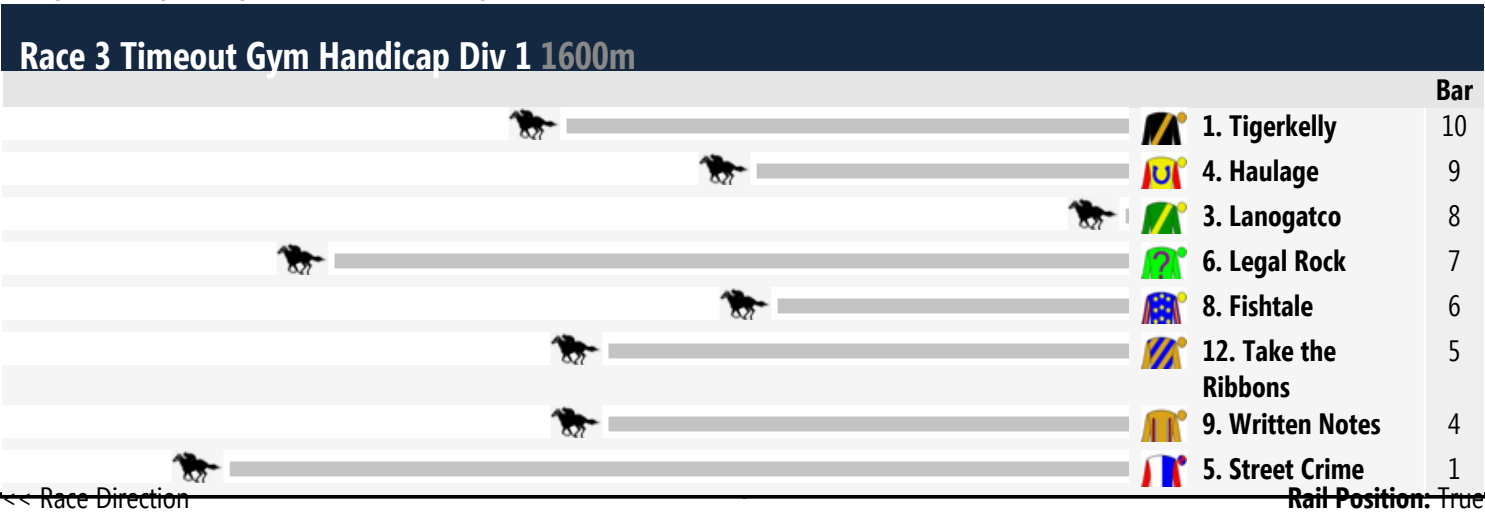 Race 3 Timeout Gym Handicap Div 1 1600m
Bar
1. Tigerkelly 10
4. Haulage 9
3. Lanogatco 8
6. Legal Rock 7
8. Fishtale 6
12. Take the 5
Ribbons
9. Written Notes 4
5. Street Crime 1
<< Race Direction Rail Position: True